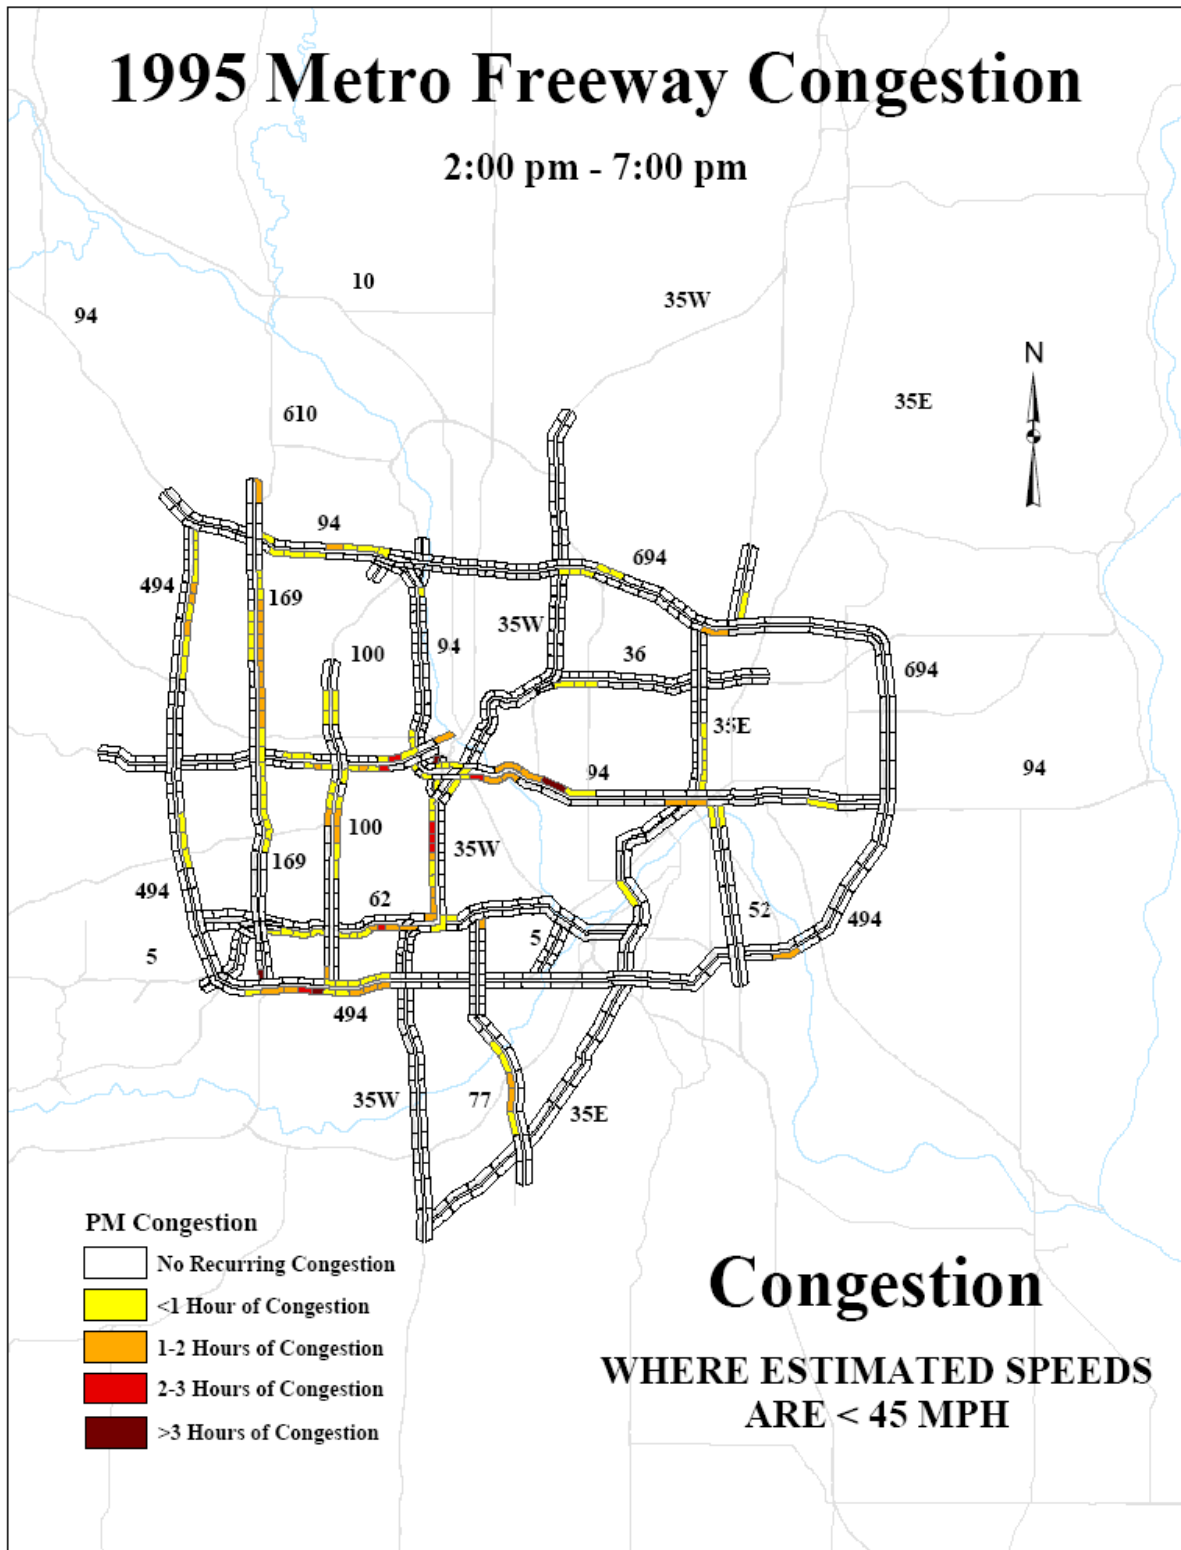 1995 Metro Freeway Congestion
2:00 pm - 7:00 pm
10
35W
94
N
35E
610
94
694
494
169
35W
100
94
36
694
35E
94
94
100
35W
169
494
62
52
494
5
5
494
35W
77
35E
PM Congestion
No Recurring Congestion
<1 Hour of Congestion
1-2 Hours of Congestion
2-3 Hours of Congestion
>3 Hours of Congestion
Congestion
WHERE ESTIMATED SPEEDS
ARE < 45 MPH